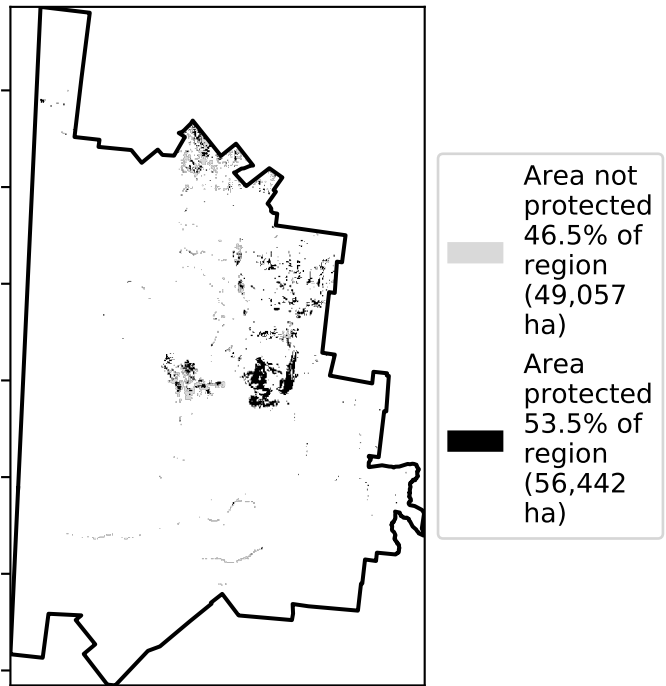 Area not
protected
46.5% of
region
(49,057
ha)
Area
protected
53.5% of
region
(56,442
ha)